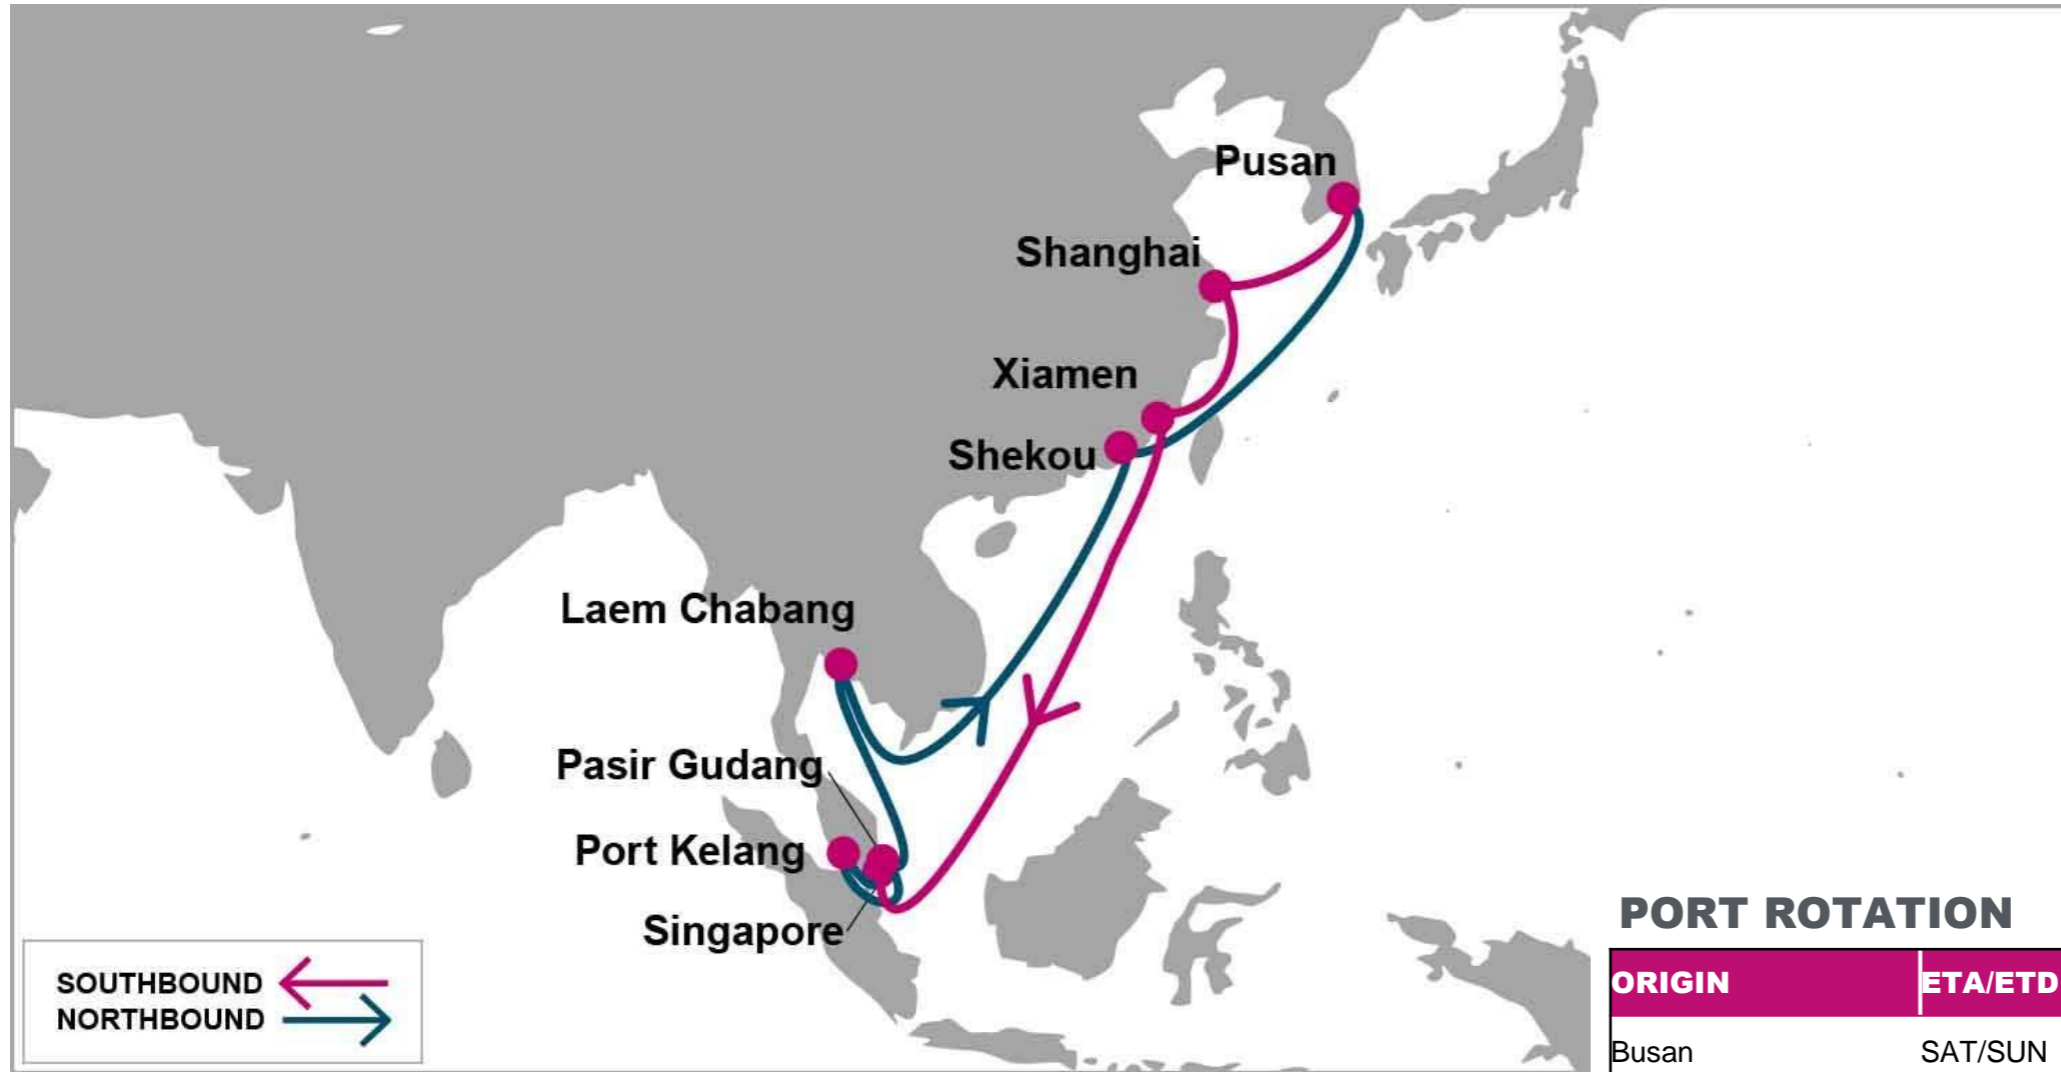 Pusan
Shanghai
Xiamen
Shekou
Laem Chabang
Pasir Gudang
Port Kelang
Singapore
SOUTHBOUND
NORTHBOUND
PORT ROTATION
ORIGIN ETA/ETD
Busan SAT/SUN